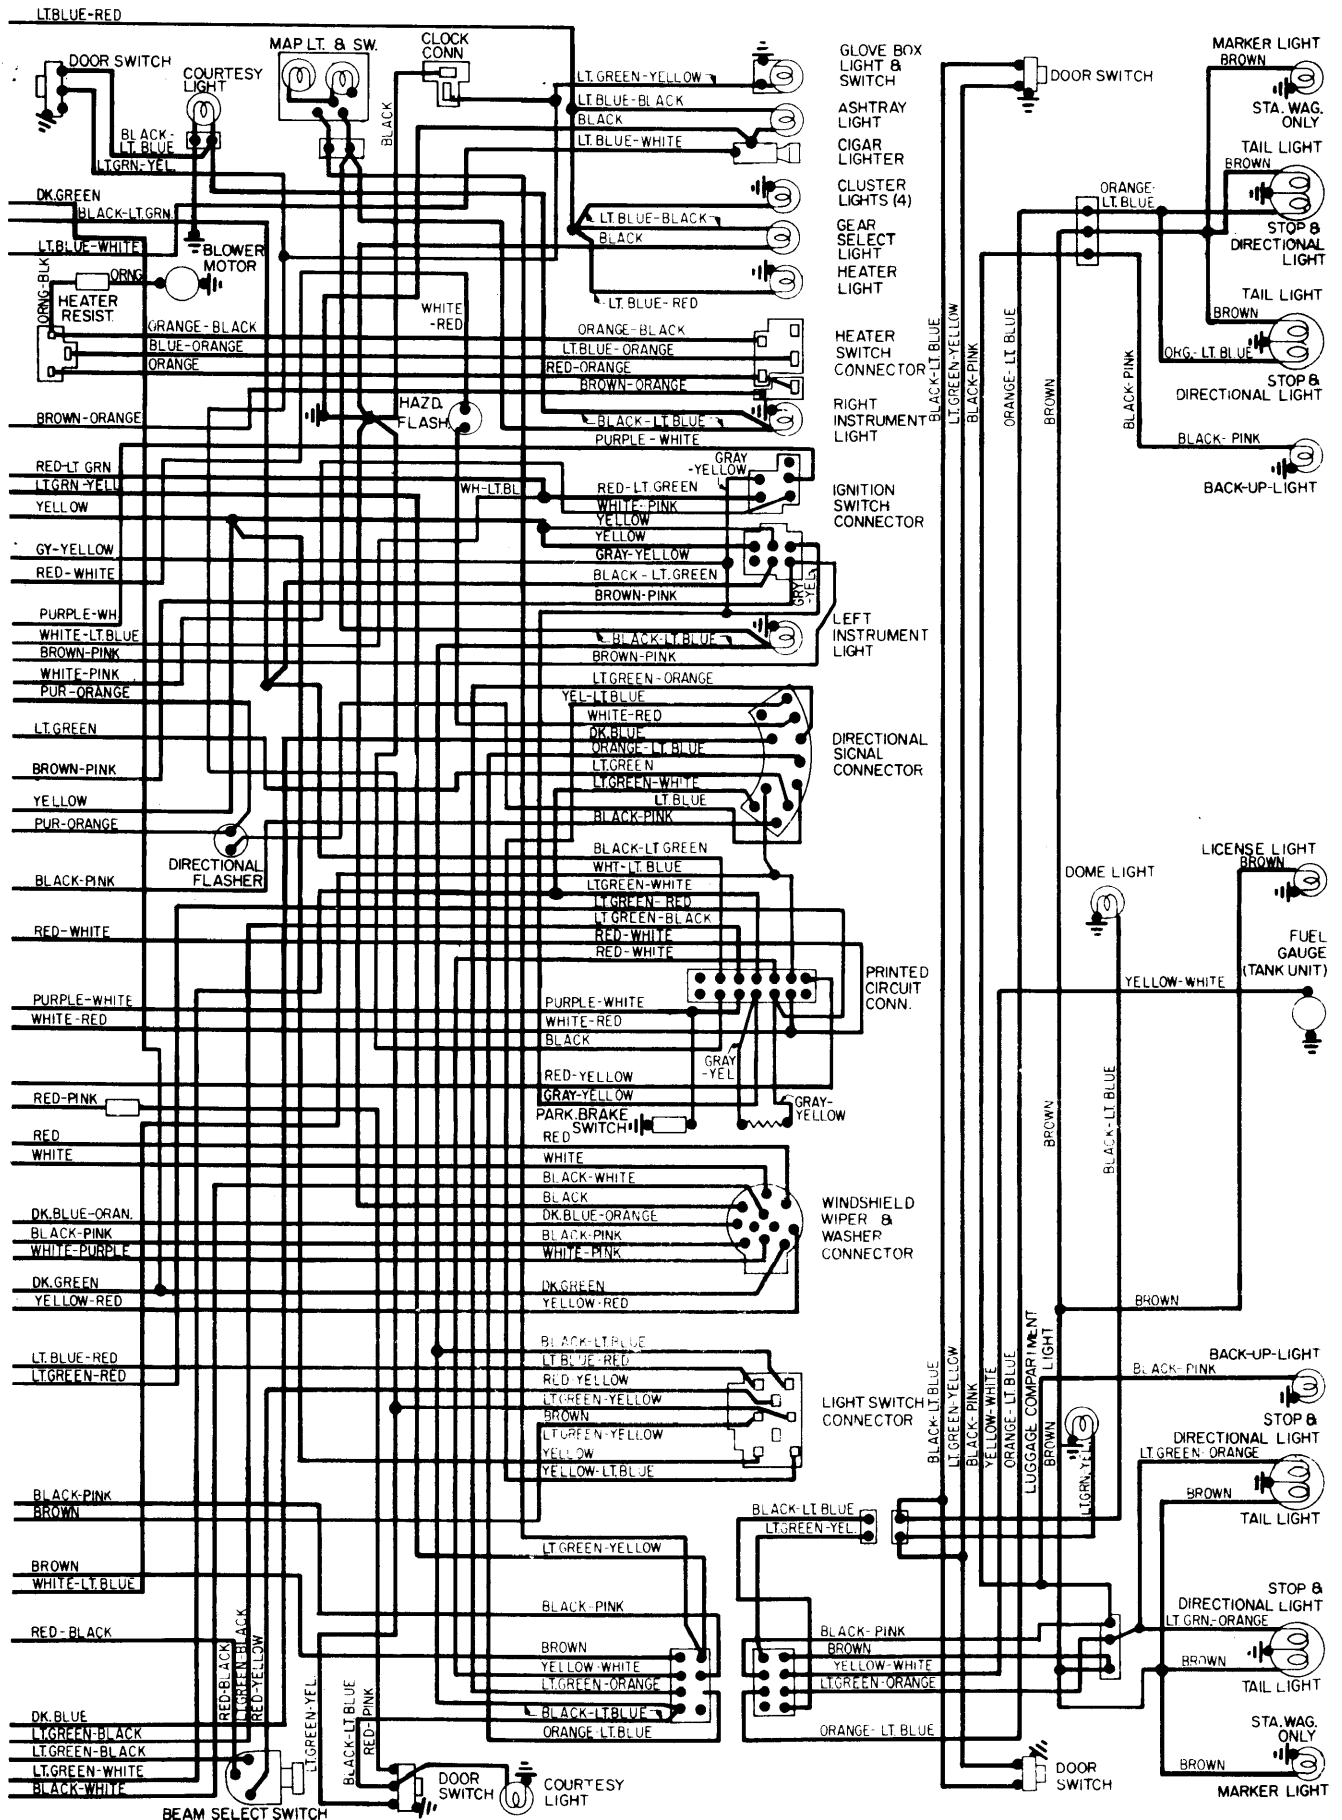 LT.BLUE-RED
DOOR SWITCH
COURTESY
LIGHT
MAP LT. & SW.
CLOCK
CONN
BLACK
BLACK-
LT. BLUE
LT.GRN.-YEL.
DK.GREEN
BLACK-LT.GRN.
LT.BLUE-WHITE
BLOWER
MOTOR
ORNG-BLK
ORNG
HEATER
RESIST.
ORANGE-BLACK
BLUE-ORANGE
ORANGE
BROWN-ORANGE
WHITE
-RED
HAZD.
FLASH.
RED-LT GRN
LT.GRN-YELL
YELLOW
WH-LT.BL
GY-YELLOW
RED-WHITE
PURPLE-WH.
WHITE-LT.BLUE
BROWN-PINK
WHITE-PINK
PUR-ORANGE
LT.GREEN
BROWN-PINK
YELLOW
PUR-ORANGE
DIRECTIONAL
FLASHER
BLACK-PINK
RED-WHITE
PURPLE-WHITE
WHITE-RED
RED-PINK
RED
WHITE
DK.BLUE-ORAN.
BLACK-PINK
WHITE-PURPLE
DK.GREEN
YELLOW-RED
LT.BLUE-RED
LT.GREEN-RED
BLACK-PINK
BROWN
BROWN
WHITE-LT.BLUE
RED-BLACK
RED-BLACK
LT.GREEN-BLACK
RED-YELLOW
LT.GREEN-YEL.
BLACK-LT BLUE
RED-PINK
DK.BLUE
LT.GREEN-BLACK
LT.GREEN-BLACK
LT.GREEN-WHITE
BLACK-WHITE
BEAM SELECT SWITCH
DOOR
SWITCH
COURTESY
LIGHT
LT. GREEN-YELLOW
LT.BLUE-BLACK
BLACK
LT. BLUE-WHITE
LT. BLUE-BLACK
BLACK
LT. BLUE-RED
ORANGE-BLACK
LT.BLUE-ORANGE
RED-ORANGE
BROWN-ORANGE
BLACK-LT.BLUE
PURPLE-WHITE
GRAY
-YELLOW
RED-LT.GREEN
WHITE-PINK
YELLOW
YELLOW
GRAY-YELLOW
BLACK-LT.GREEN
BROWN-PINK
GRY
-YEL
BLACK-LT.BLUE
BROWN-PINK
LT.GREEN-ORANGE
YEL-LT.BLUE
WHITE-RED
DK.BLUE
ORANGE-LT. BLUE
LT.GREEN
LT.GREEN-WHITE
LT.BLUE
BLACK-PINK
BLACK-LT GREEN
WHT-LT. BLUE
LT.GREEN-WHITE
LT.GREEN-RED
LT.GREEN-BLACK
RED-WHITE
RED-WHITE
PURPLE-WHITE
WHITE-RED
BLACK
GRAY
-YEL
RED-YELLOW
GRAY-YELLOW
GRAY-
YELLOW
PARK.BRAKE
SWITCH
RED
WHITE
BLACK-WHITE
BLACK
DK.BLUE-ORANGE
BLACK-PINK
WHITE-PINK
DK.GREEN
YELLOW-RED
BLACK-LT.BLUE
LT BLUE-RED
RED-YELLOW
LT.GREEN-YELLOW
BROWN
LT GREEN-YELLOW
YELLOW
YELLOW-LT.BLUE
LT.GREEN-YELLOW
BLACK-PINK
BROWN
YELLOW-WHITE
LT.GREEN-ORANGE
BLACK-LT.BLUE
ORANGE-LT.BLUE
GLOVE BOX
LIGHT &
SWITCH
ASHTRAY
LIGHT
CIGAR
LIGHTER
CLUSTER
LIGHTS (4)
GEAR
SELECT
LIGHT
HEATER
LIGHT
HEATER
SWITCH
CONNECTOR
RIGHT
INSTRUMENT
LIGHT
IGNITION
SWITCH
CONNECTOR
LEFT
INSTRUMENT
LIGHT
DIRECTIONAL
SIGNAL
CONNECTOR
PRINTED
CIRCUIT
CONN.
WINDSHIELD
WIPER &
WASHER
CONNECTOR
LIGHT SWITCH
CONNECTOR
BLACK-LT BLUE
LT.GREEN-YEL.
BLACK-PINK
BROWN
YELLOW-WHITE
LT.GREEN-ORANGE
ORANGE-LT. BLUE
DOOR SWITCH
BLACK-LT BLUE
LT.GREEN-YELLOW
BLACK-PINK
ORANGE-LT BLUE
BROWN
BLACK-PINK
ORANGE-
LT.BLUE
MARKER LIGHT
BROWN
STA. WAG.
ONLY
TAIL LIGHT
BROWN
STOP &
DIRECTIONAL
LIGHT
TAIL LIGHT
BROWN
ORG.-LT. BLUE
STOP &
DIRECTIONAL LIGHT
BLACK-PINK
BACK-UP-LIGHT
DOME LIGHT
LICENSE LIGHT
BROWN
FUEL
GAUGE
(TANK UNIT)
YELLOW-WHITE
BROWN
BLACK-LT. BLUE
BROWN
BLACK-LT BLUE
LT.GREEN-YELLOW
BLACK-PINK
YELLOW-WHITE
ORANGE-LT BLUE
LUGGAGE COMPARTMENT
LIGHT
BROWN
LT.GRN.YEL
BACK-UP-LIGHT
BLACK-PINK
STOP &
DIRECTIONAL LIGHT
LT.GREEN-ORANGE
BROWN
TAIL LIGHT
STOP &
DIRECTIONAL LIGHT
LT GRN.-ORANGE
BROWN
TAIL LIGHT
STA. WAG.
ONLY
BROWN
MARKER LIGHT
DOOR
SWITCH